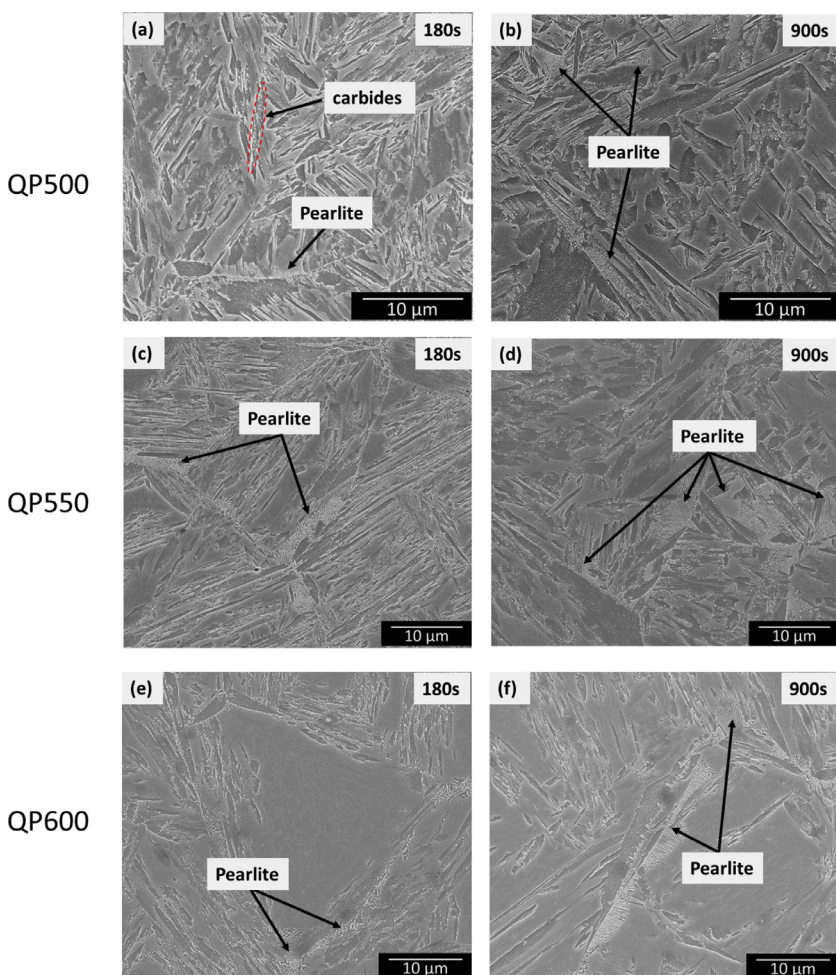 (a) 180s
carbides
Pearlite
10 μm
(b) 900s
Pearlite
10 μm
QP500
(c) 180s
Pearlite
10 μm
(d) 900s
Pearlite
10 μm
QP550
(e) 180s
Pearlite
10 μm
(f) 900s
Pearlite
10 μm
QP600